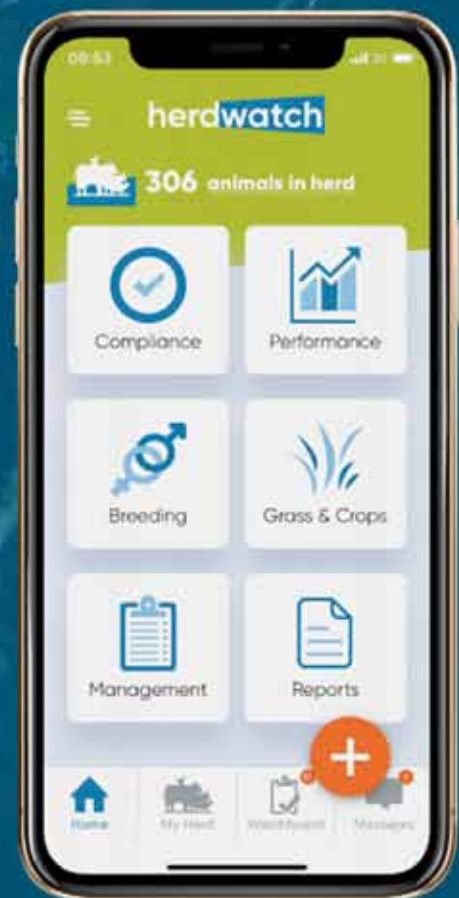 09:53
herdwatch
306 animals in herd
Compliance
Performance
Breeding
Grass & Crops
Management
Reports
Home
My Herd
Watchboard
Messages